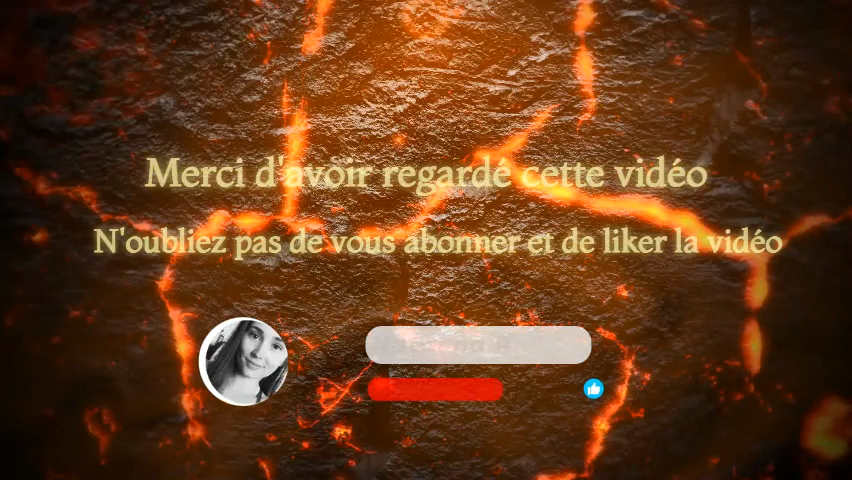 Merci d'avoir regardé cette vidéo
N'oubliez pas de vous abonner et de liker la vidéo